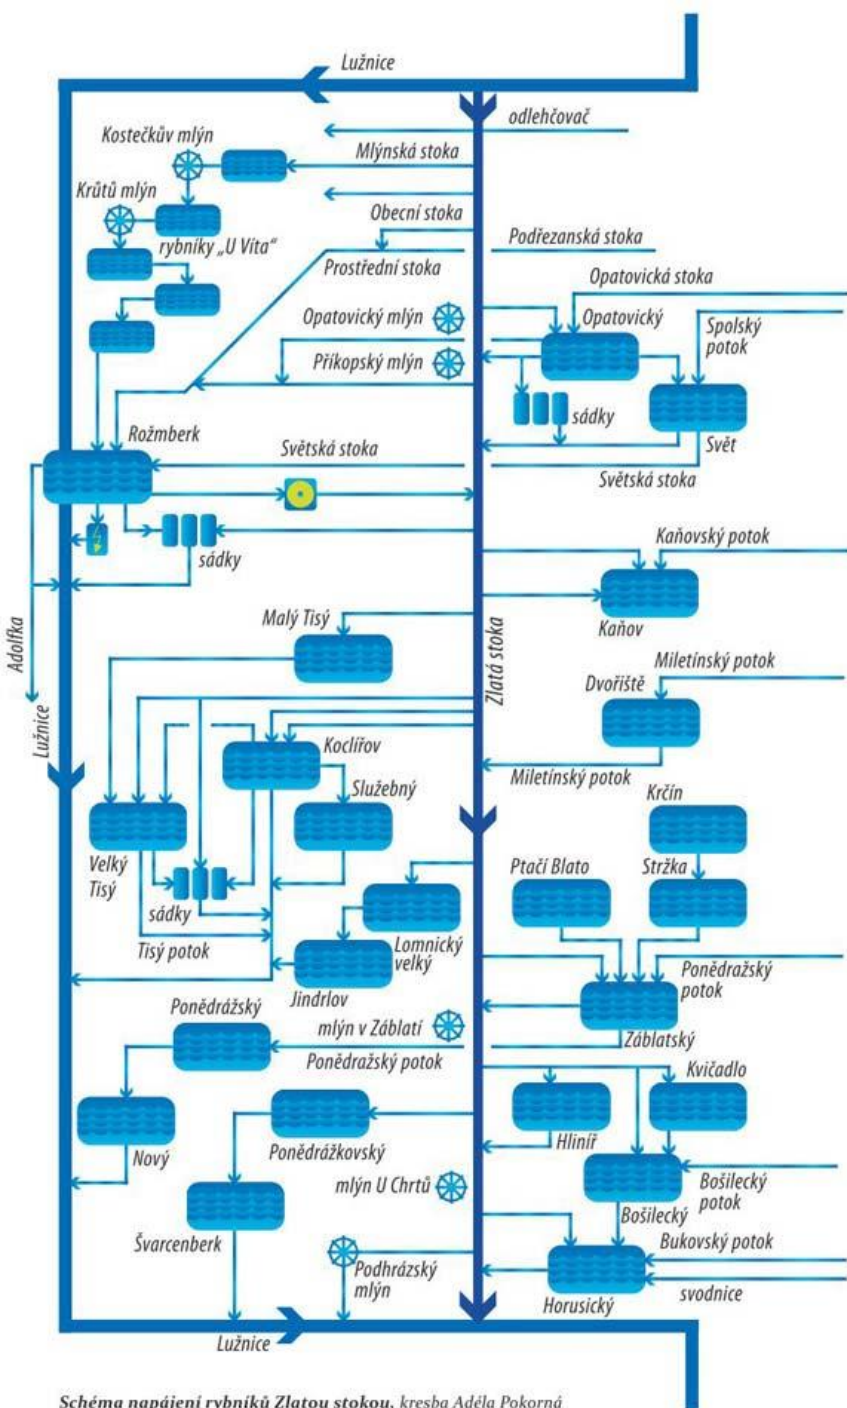 Lužnice
odlehčovač
Kostečkův mlýn
Mlýnská stoka
Krůtů mlýn
Obecní stoka
rybníky „U Víta“
Podřezanská stoka
Prostřední stoka
Opatovická stoka
Opatovický mlýn
Opatovický
Spolský
potok
Příkopský mlýn
sádky
Rožmberk
Svět
Světská stoka
Světská stoka
Kaňovský potok
sádky
Kaňov
Malý Tisý
Adolfka
Zlatá stoka
Miletínský potok
Dvořiště
Lužnice
Koclířov
Miletínský potok
Služebný
Krčín
Velký
Tisý
Ptačí Blato
Stržka
sádky
Tisý potok
Lomnický
velký
Ponědražský
potok
Jindrlov
Ponědrážský
mlýn v Záblatí
Záblatský
Ponědražský potok
Kvičadlo
Hliníř
Ponědrážkovský
Nový
mlýn U Chrtů
Bošilecký
potok
Bošilecký
Švarcenberk
Bukovský potok
Podhrázský
mlýn
svodnice
Horusický
Lužnice
Schéma napájení rybníků Zlatou stokou, kresba Adéla Pokorná